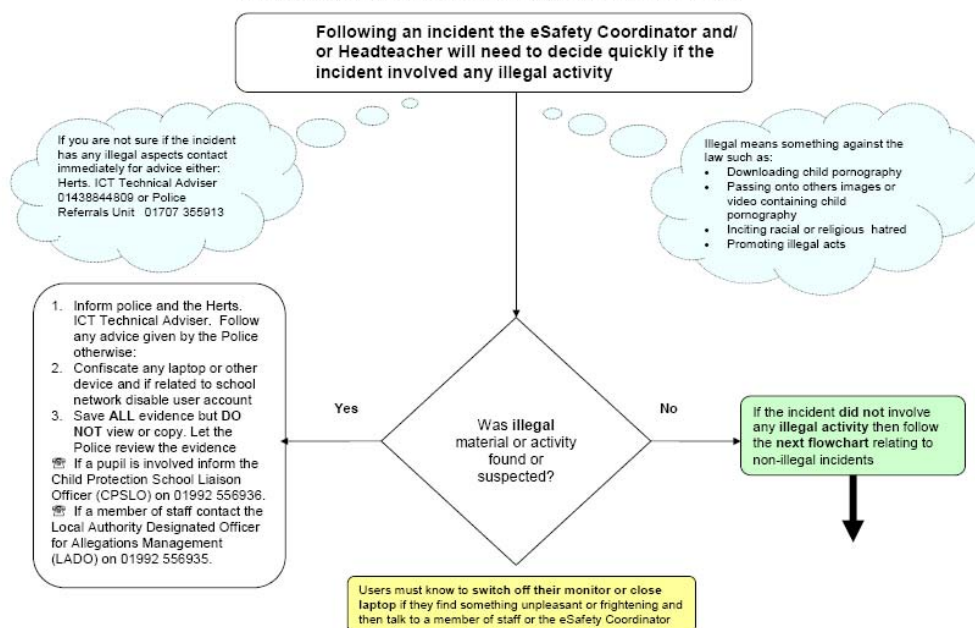 Following an incident the eSafety Coordinator and/
or Headteacher will need to decide quickly if the
incident involved any illegal activity
If you are not sure if the incident
has any illegal aspects contact
immediately for advice either:
Herts. ICT Technical Adviser
01438844809 or Police
Referrals Unit 01707 355913
Illegal means something against the
law such as:
• Downloading child pornography
• Passing onto others images or
video containing child
pornography
• Inciting racial or religious hatred
• Promoting illegal acts
1. Inform police and the Herts.
ICT Technical Adviser. Follow
any advice given by the Police
otherwise:
2. Confiscate any laptop or other
device and if related to school
network disable user account
3. Save ALL evidence but DO
NOT view or copy. Let the
Police review the evidence
☏ If a pupil is involved inform the
Child Protection School Liaison
Officer (CPSLO) on 01992 556936.
☏ If a member of staff contact the
Local Authority Designated Officer
for Allegations Management
(LADO) on 01992 556935.
Yes
Was illegal
material or activity
found or
suspected?
No
If the incident did not involve
any illegal activity then follow
the next flowchart relating to
non-illegal incidents
Users must know to switch off their monitor or close
laptop if they find something unpleasant or frightening and
then talk to a member of staff or the eSafety Coordinator